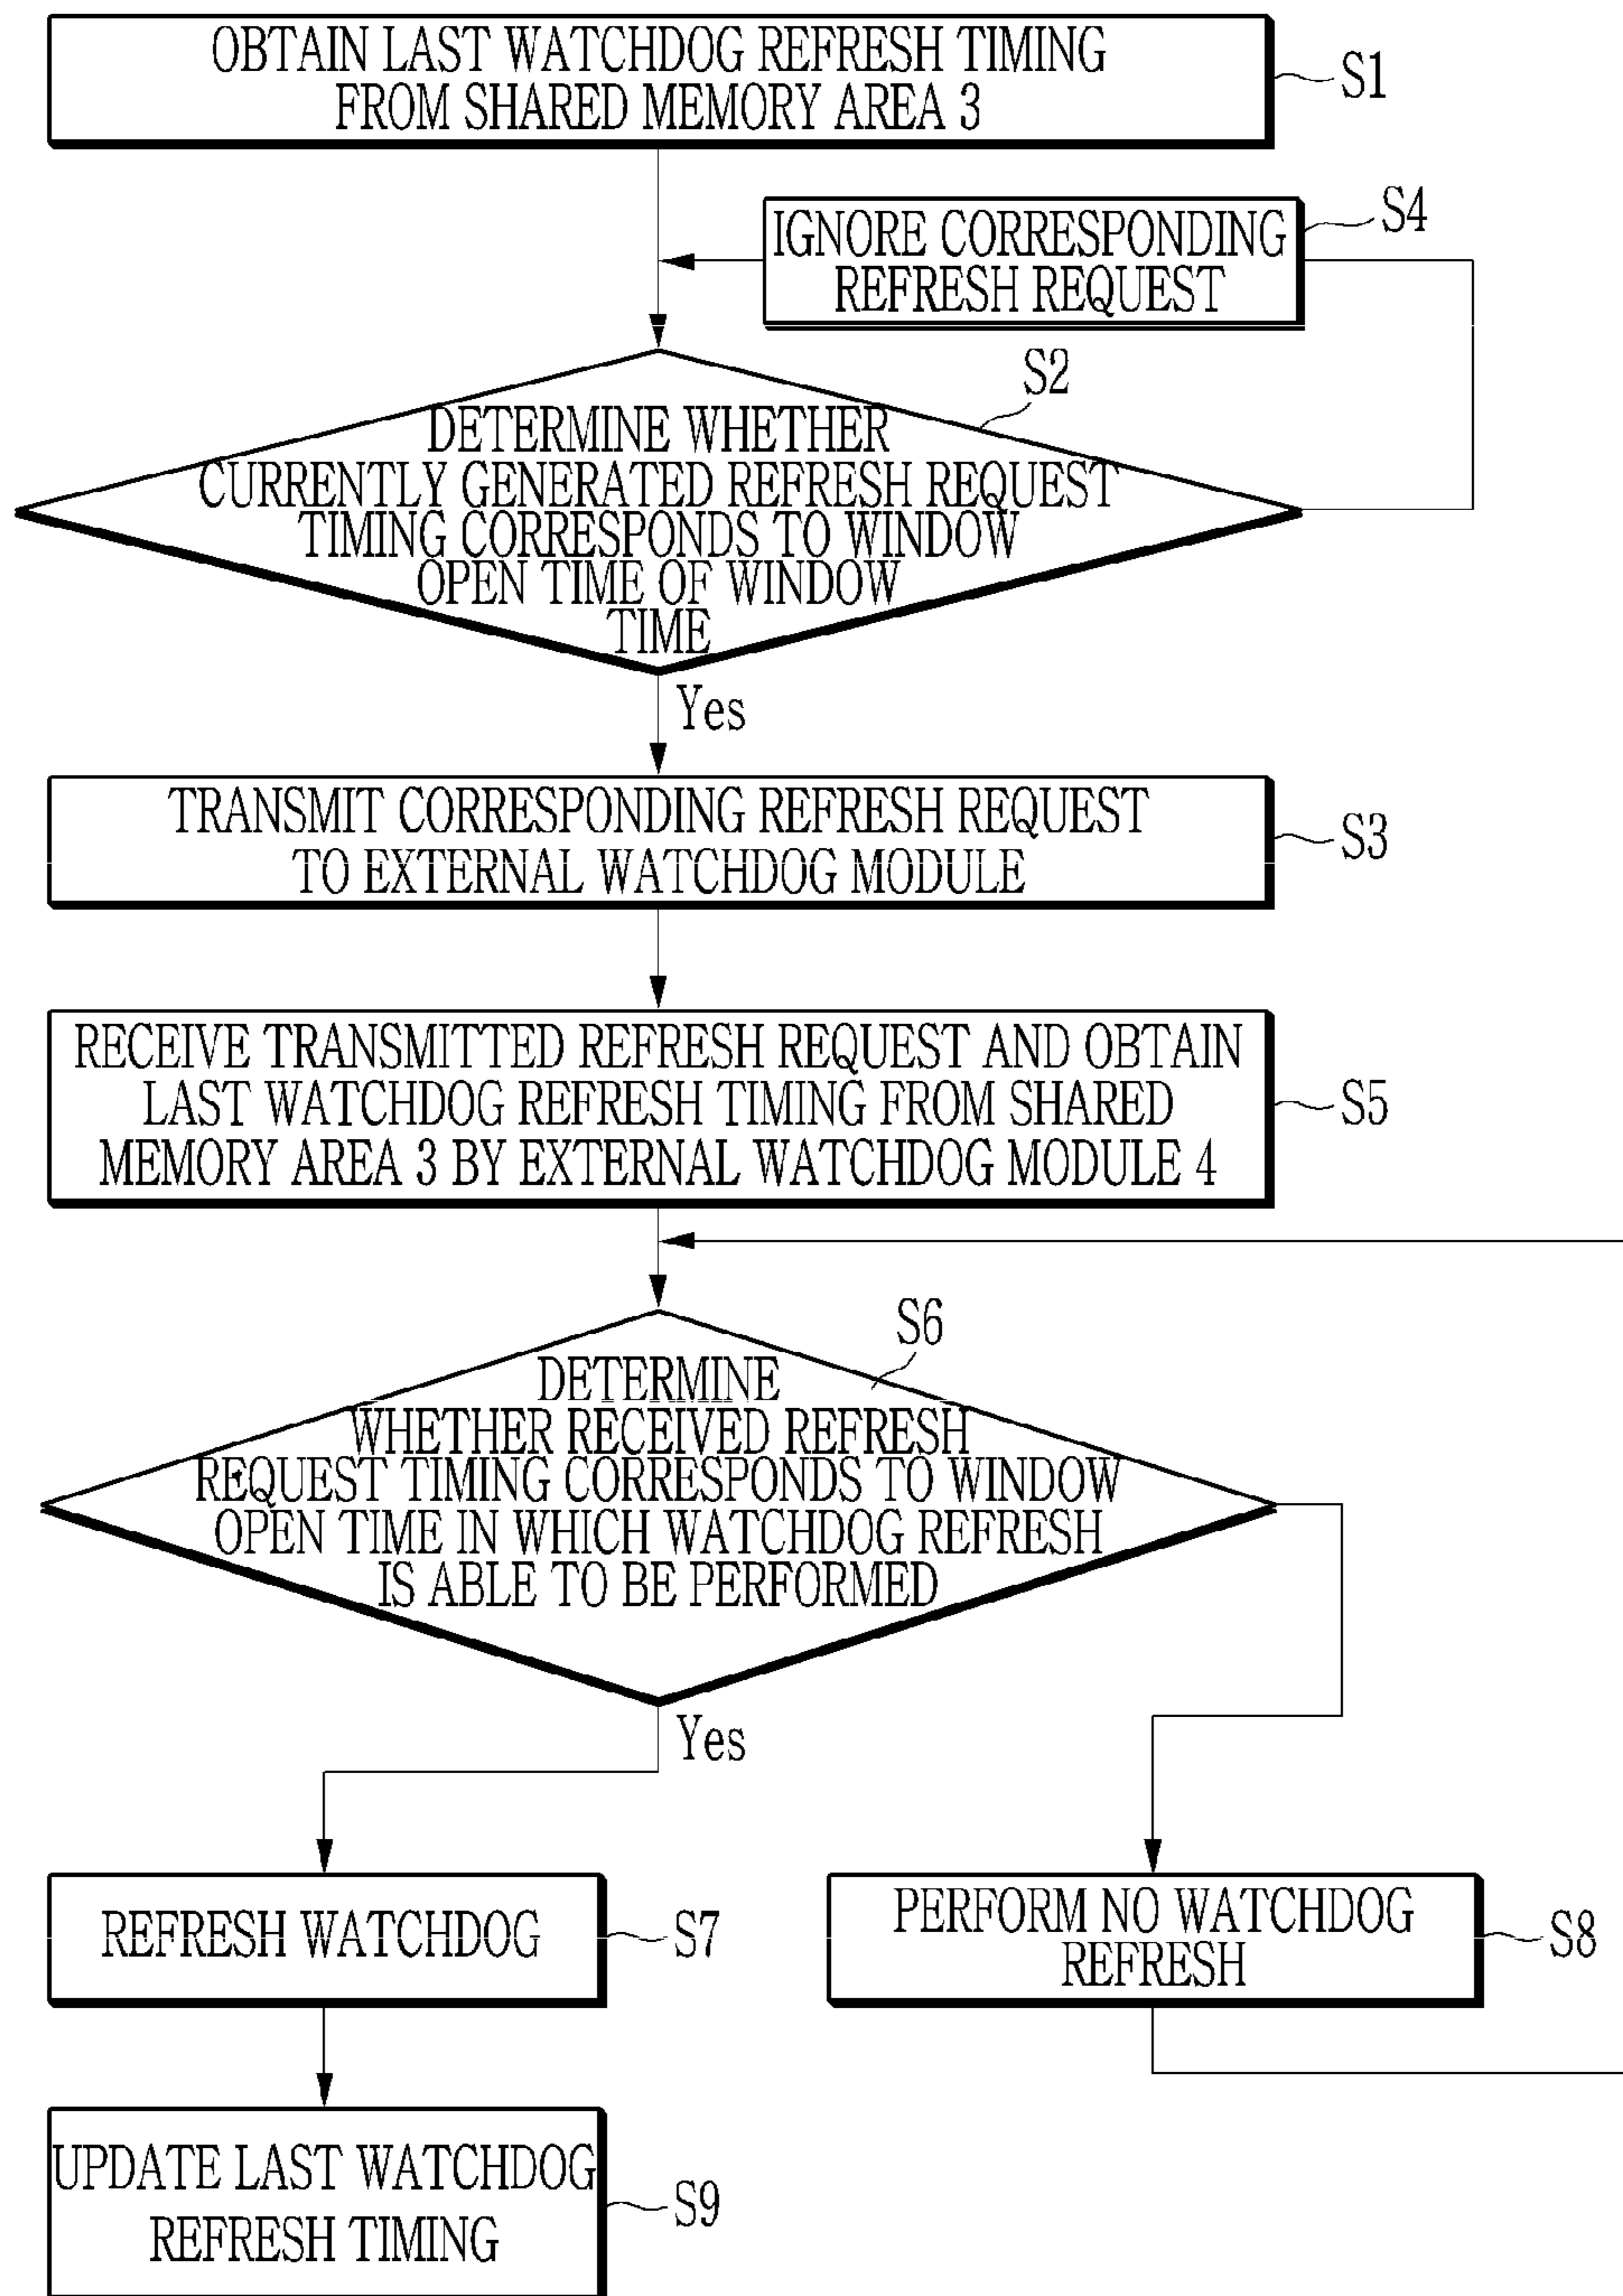 OBTAIN LAST WATCHDOG REFRESH TIMING
FROM SHARED MEMORY AREA 3
S1
IGNORE CORRESPONDING
REFRESH REQUEST
S4
S2
DETERMINE WHETHER
CURRENTLY GENERATED REFRESH REQUEST
TIMING CORRESPONDS TO WINDOW
OPEN TIME OF WINDOW
TIME
Yes
TRANSMIT CORRESPONDING REFRESH REQUEST
TO EXTERNAL WATCHDOG MODULE
S3
RECEIVE TRANSMITTED REFRESH REQUEST AND OBTAIN
LAST WATCHDOG REFRESH TIMING FROM SHARED
MEMORY AREA 3 BY EXTERNAL WATCHDOG MODULE 4
S5
S6
DETERMINE
WHETHER RECEIVED REFRESH
REQUEST TIMING CORRESPONDS TO WINDOW
OPEN TIME IN WHICH WATCHDOG REFRESH
IS ABLE TO BE PERFORMED
Yes
REFRESH WATCHDOG
S7
PERFORM NO WATCHDOG
REFRESH
S8
UPDATE LAST WATCHDOG
REFRESH TIMING
S9